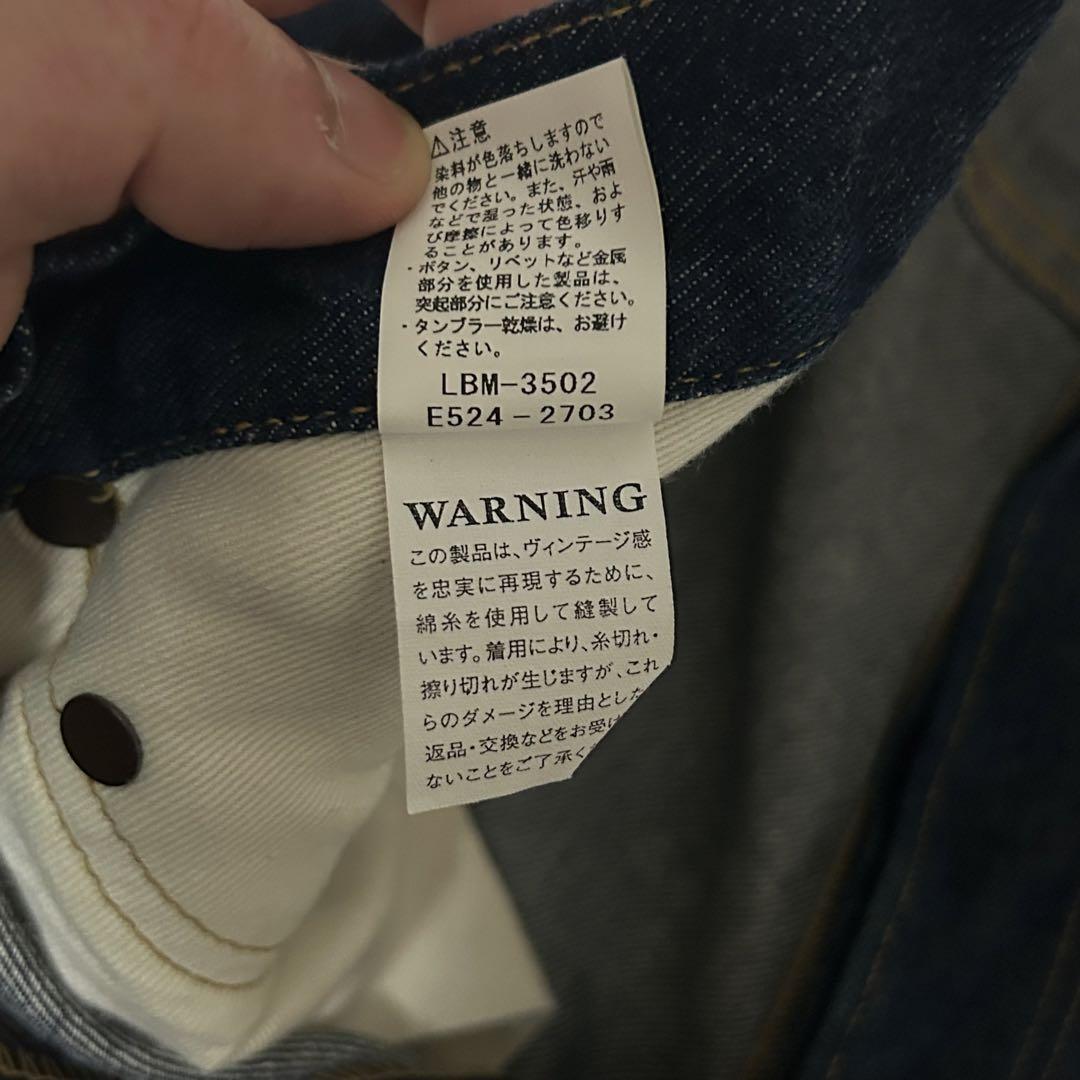 ⚠注意
染料が色落ちしますので
他の物と一緒に洗わない
でください。また、汗や雨
などで湿った状態、およ
び摩擦によって色移りす
ることがあります。
・ボタン、リベットなど金属
部分を使用した製品は、
突起部分にご注意ください。
・タンブラー乾燥は、お避け
ください。
LBM-3502
E524-2703
WARNING
この製品は、ヴィンテージ感
を忠実に再現するために、
綿糸を使用して縫製して
います。着用により、糸切れ・
擦り切れが生じますが、これ
らのダメージを理由とした
返品・交換などをお受け
ないことをご了承く